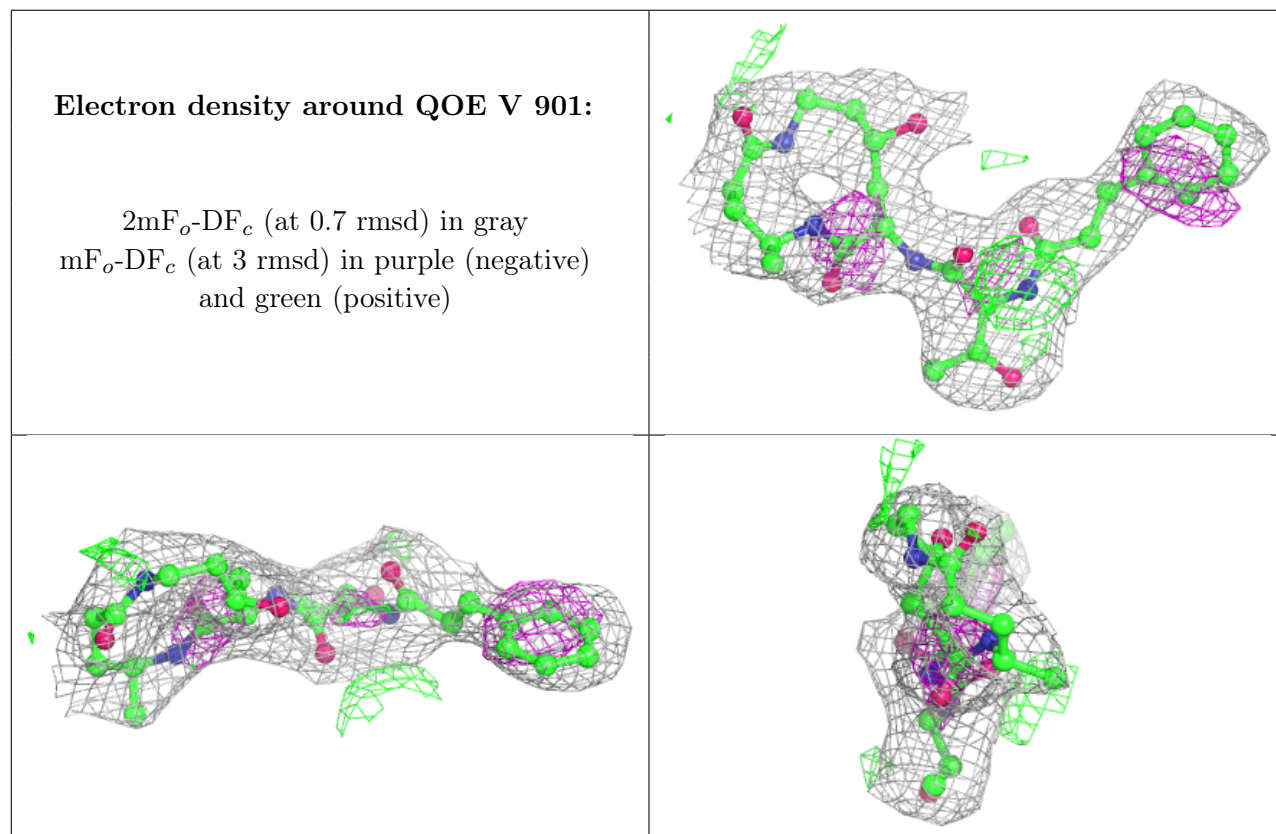 Electron density around QOE V 901:
2mFo-DFc (at 0.7 rmsd) in gray
mFo-DFc (at 3 rmsd) in purple (negative)
and green (positive)